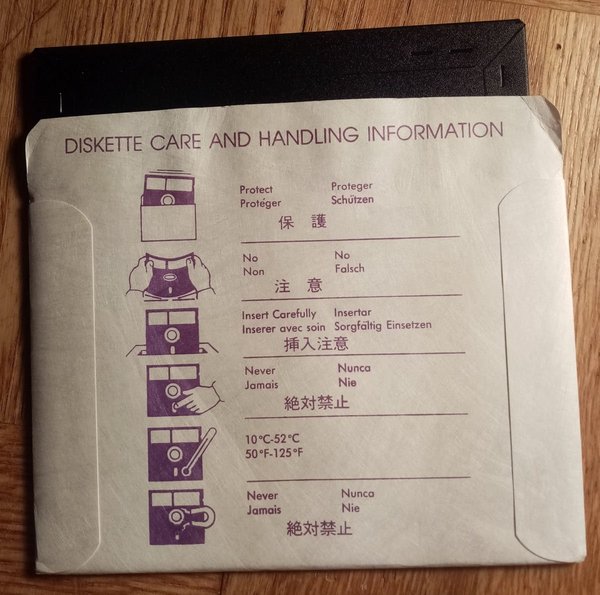 DISKETTE CARE AND HANDLING INFORMATION
Protect Proteger
Protéger Schützen
保 護
No No
Non Falsch
注 意
Insert Carefully Insertar
Inserer avec soin Sorgfältig Einsetzen
挿入注意
Never Nunca
Jamais Nie
絶対禁止
10°C-52°C
50°F-125°F
Never Nunca
Jamais Nie
絶対禁止